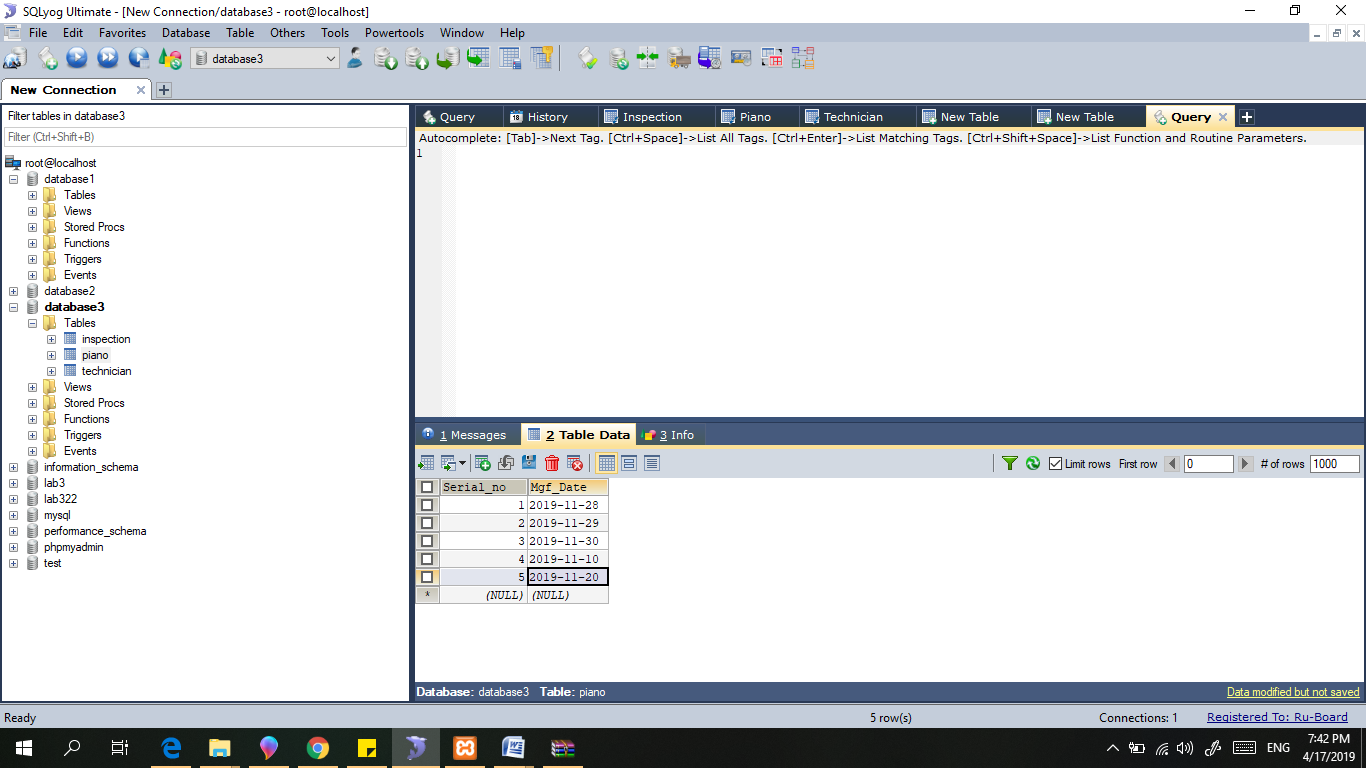 SQLyog Ultimate - [New Connection/database3 - root@localhost]
File Edit Favorites Database Table Others Tools Powertools Window Help
database3
New Connection
Filter tables in database3
Filter (Ctrl+Shift+B)
root@localhost
database1
Tables
Views
Stored Procs
Functions
Triggers
Events
database2
database3
Tables
inspection
piano
technician
Views
Stored Procs
Functions
Triggers
Events
information_schema
lab3
lab322
mysql
performance_schema
phpmyadmin
test
Query History Inspection Piano Technician New Table New Table Query
Autocomplete: [Tab]->Next Tag. [Ctrl+Space]->List All Tags. [Ctrl+Enter]->List Matching Tags. [Ctrl+Shift+Space]->List Function and Routine Parameters.
1
1 Messages 2 Table Data 3 Info
Limit rows First row 0 # of rows 1000
Serial_no Mgf_Date
1 2019-11-28
2 2019-11-29
3 2019-11-30
4 2019-11-10
5 2019-11-20
* (NULL) (NULL)
Database: database3 Table: piano Data modified but not saved
Ready 5 row(s) Connections: 1 Registered To: Ru-Board
ENG 7:42 PM
4/17/2019